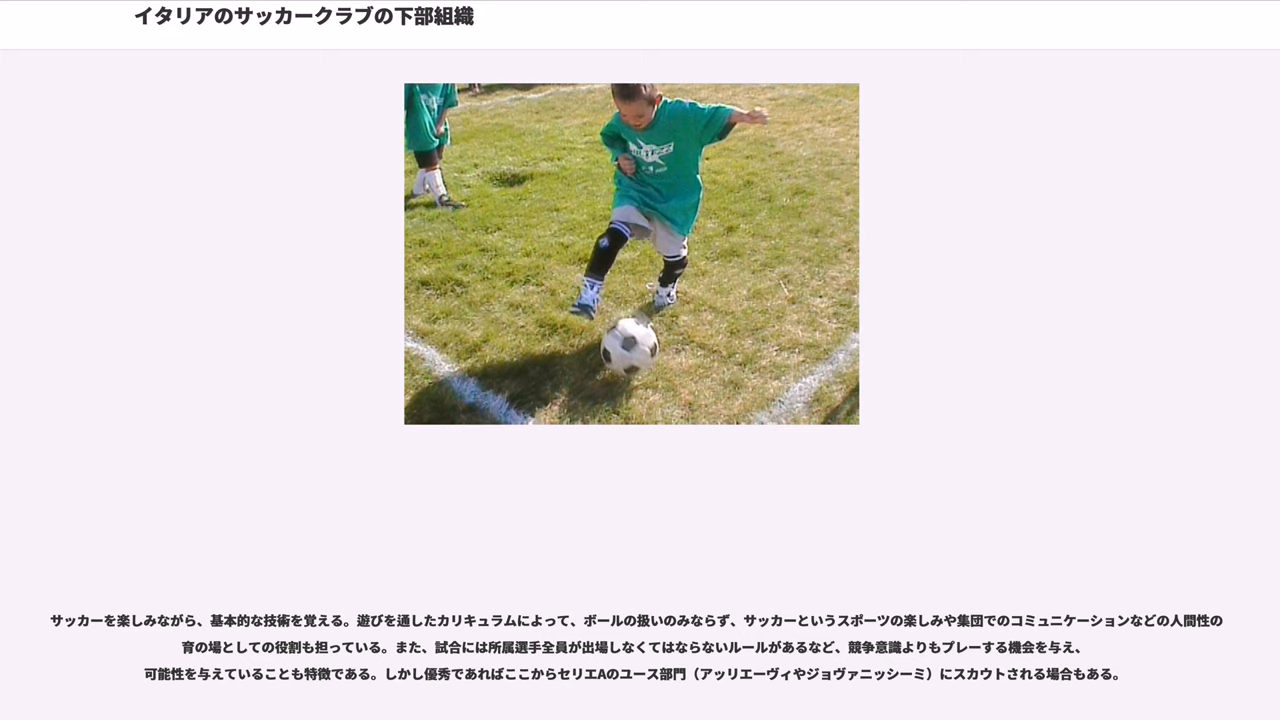 イタリアのサッカークラブの下部組織
サッカーを楽しみながら、基本的な技術を覚える。遊びを通したカリキュラムによって、ボールの扱いのみならず、サッカーというスポーツの楽しみや集団でのコミュニケーションなどの人間性の
育の場としての役割も担っている。また、試合には所属選手全員が出場しなくてはならないルールがあるなど、競争意識よりもプレーする機会を与え、
可能性を与えていることも特徴である。しかし優秀であればここからセリエAのユース部門（アッリエーヴィやジョヴァニッシーミ）にスカウトされる場合もある。